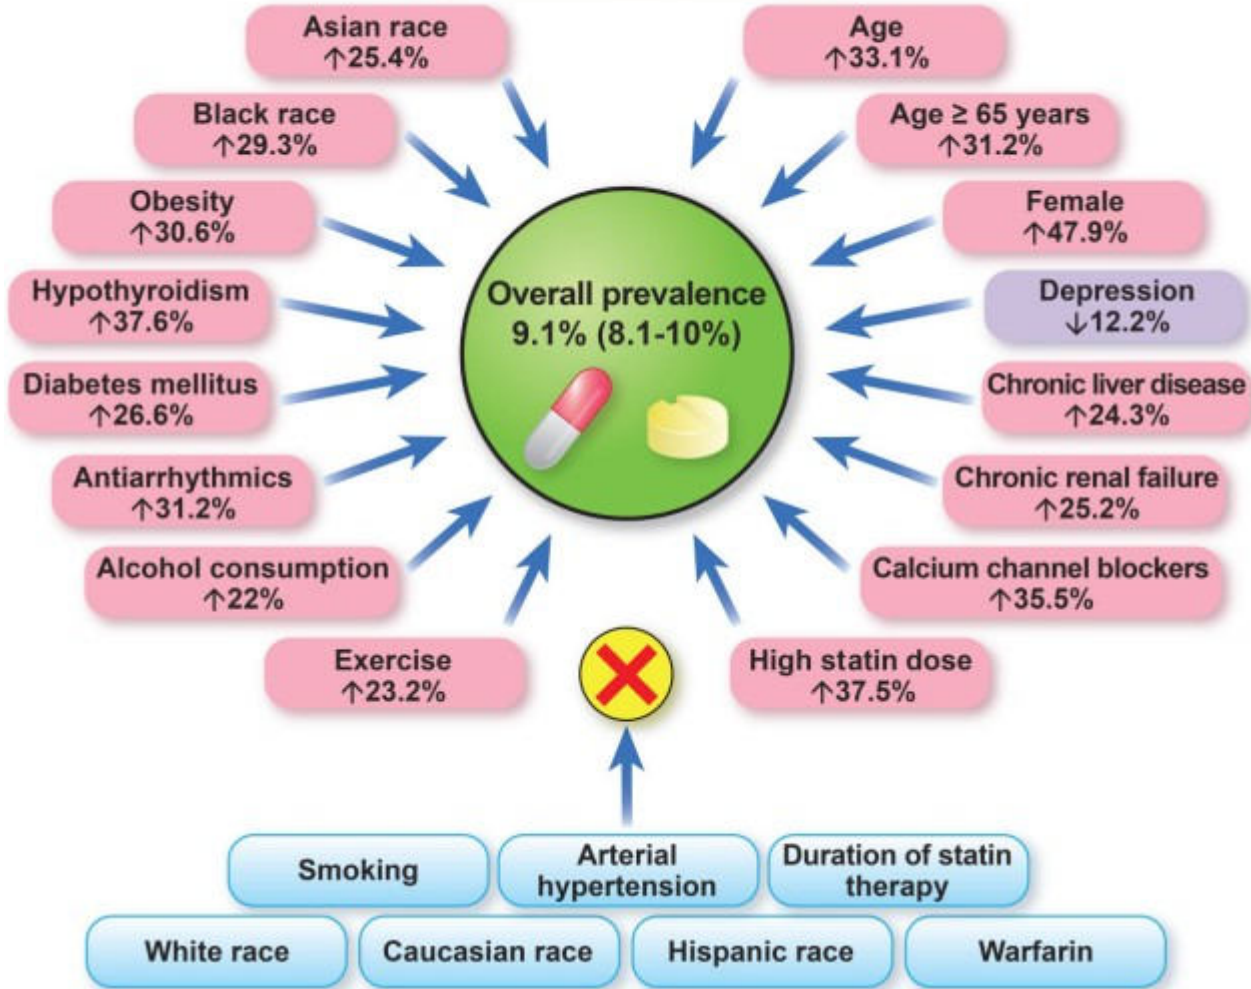 Asian race
↑25.4%
Age
↑33.1%
Black race
↑29.3%
Age ≥ 65 years
↑31.2%
Obesity
↑30.6%
Female
↑47.9%
Hypothyroidism
↑37.6%
Overall prevalence
9.1% (8.1-10%)
Depression
↓12.2%
Diabetes mellitus
↑26.6%
Chronic liver disease
↑24.3%
Antiarrhythmics
↑31.2%
Chronic renal failure
↑25.2%
Alcohol consumption
↑22%
Calcium channel blockers
↑35.5%
Exercise
↑23.2%
High statin dose
↑37.5%
Smoking
Arterial
hypertension
Duration of statin
therapy
White race
Caucasian race
Hispanic race
Warfarin